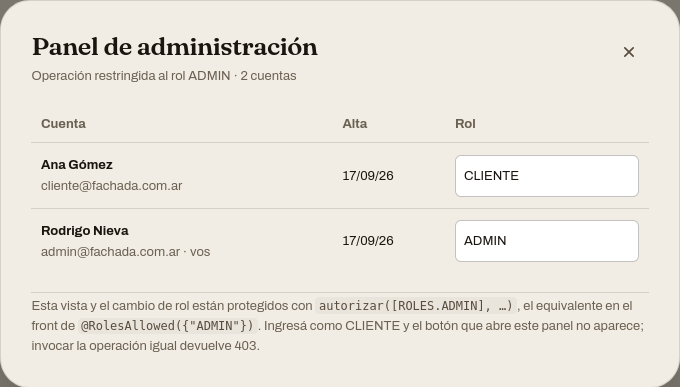 Panel de administración
Operación restringida al rol ADMIN · 2 cuentas
×
Cuenta Alta Rol
Ana Gómez
cliente@fachada.com.ar
17/09/26 CLIENTE
Rodrigo Nieva
admin@fachada.com.ar · vos
17/09/26 ADMIN
Esta vista y el cambio de rol están protegidos con autorizar([ROLES.ADMIN], …), el equivalente en el
front de @RolesAllowed({"ADMIN"}). Ingresá como CLIENTE y el botón que abre este panel no aparece;
invocar la operación igual devuelve 403.